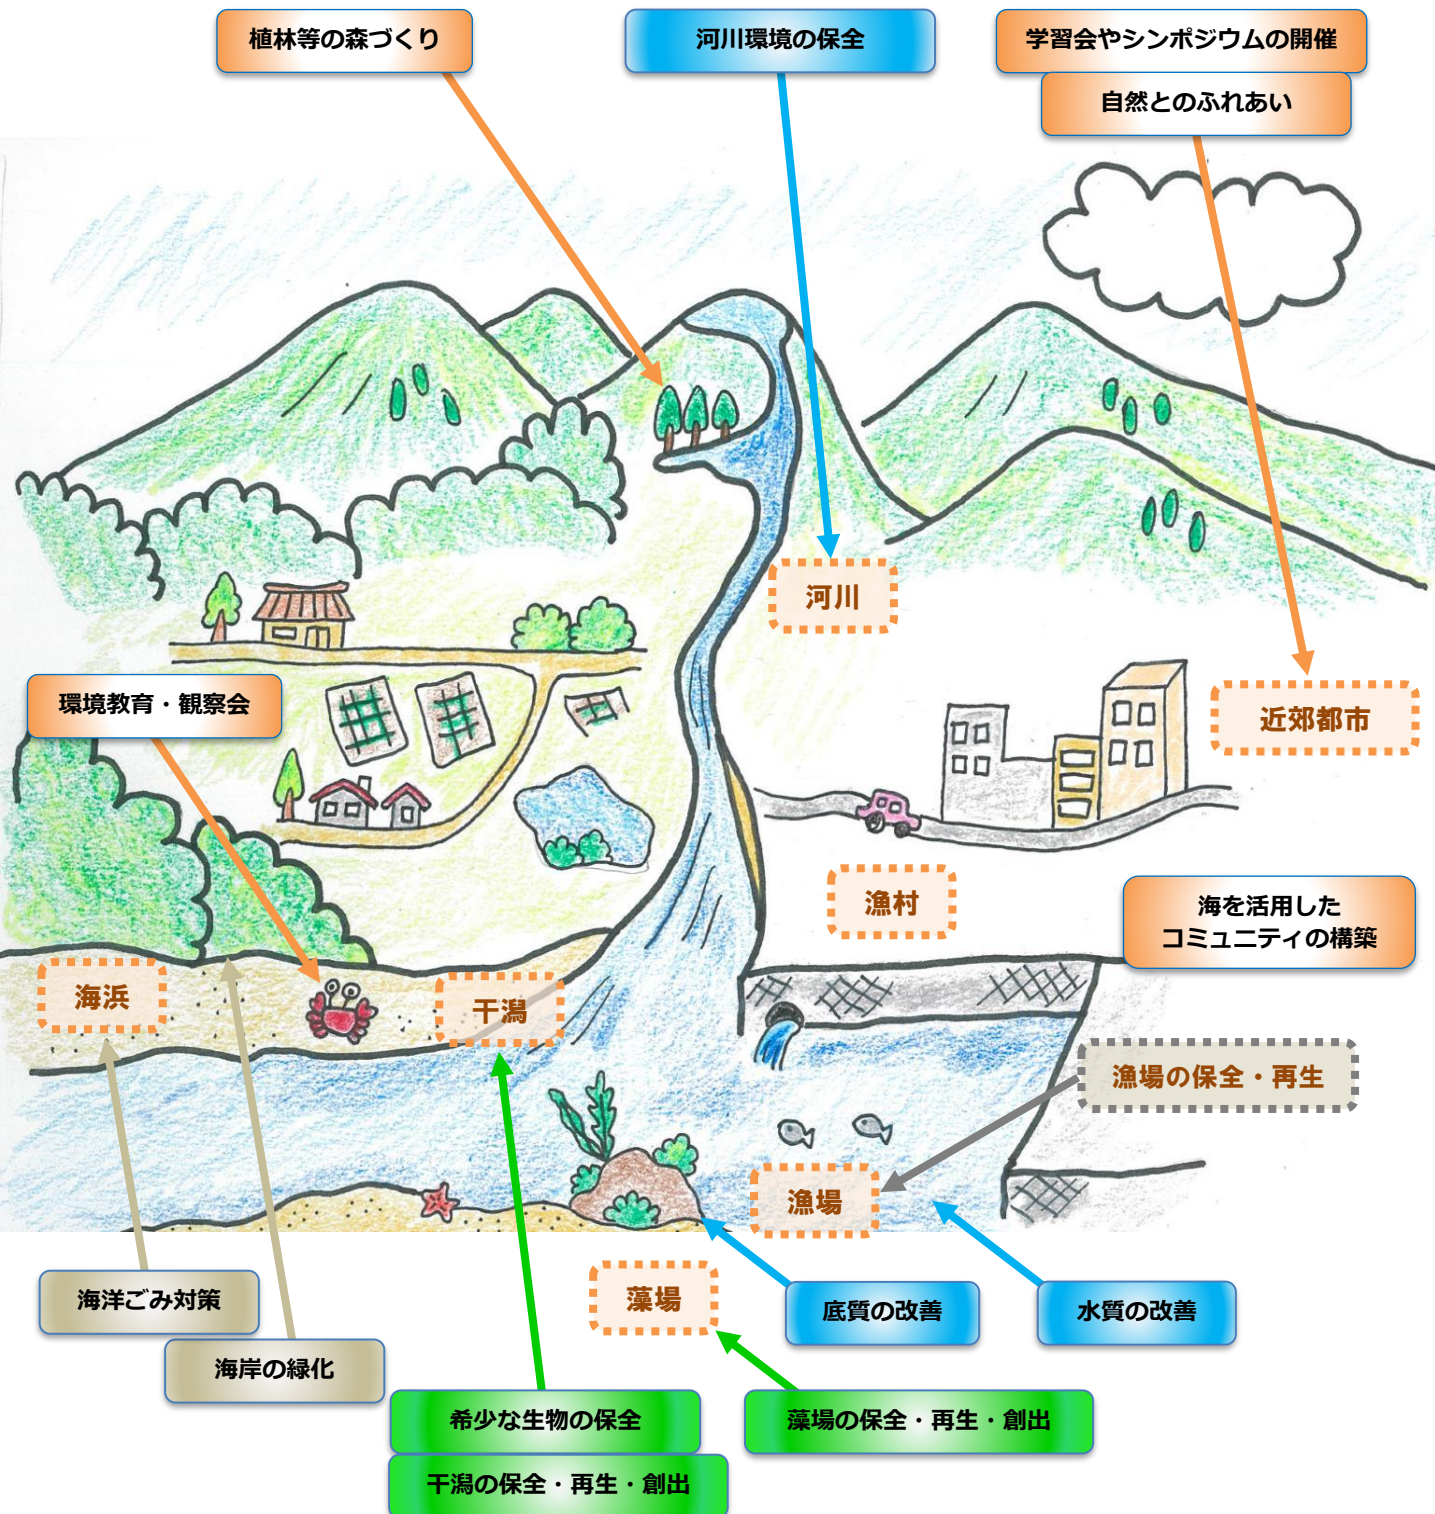 植林等の森づくり
河川環境の保全
学習会やシンポジウムの開催
自然とのふれあい
河川
環境教育・観察会
近郊都市
漁村
海を活用した
コミュニティの構築
海浜
干潟
漁場の保全・再生
漁場
海洋ごみ対策
藻場
底質の改善
水質の改善
海岸の緑化
希少な生物の保全
藻場の保全・再生・創出
干潟の保全・再生・創出